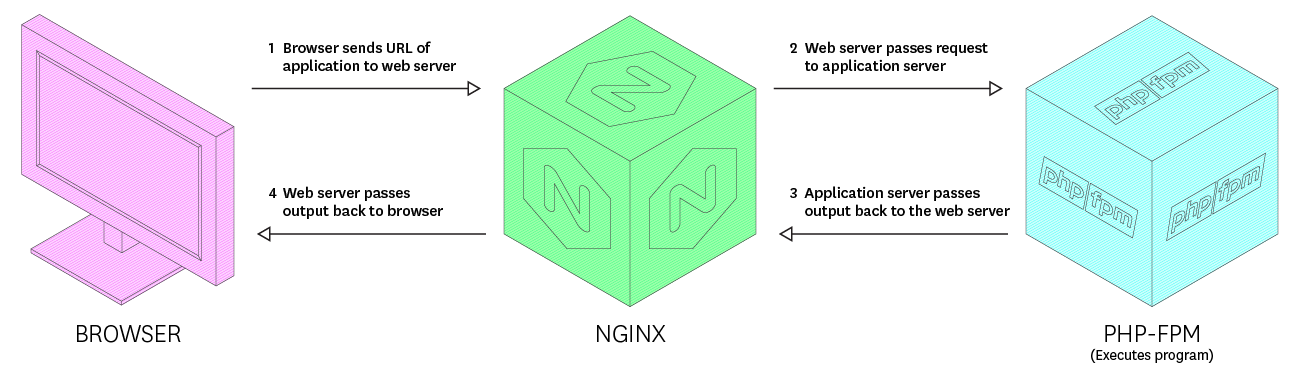 1 Browser sends URL of
application to web server
2 Web server passes request
to application server
4 Web server passes
output back to browser
3 Application server passes
output back to the web server
N
N
N
php fpm
php fpm
php fpm
BROWSER
NGINX
PHP-FPM
(Executes program)